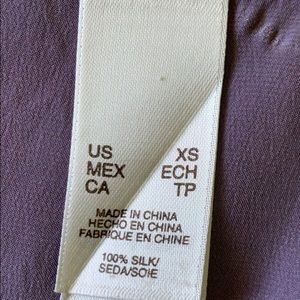 US XS
MEX ECH
CA TP
MADE IN CHINA
HECHO EN CHINA
FABRIQUE EN CHINE
100% SILK/
SEDA/SOIE